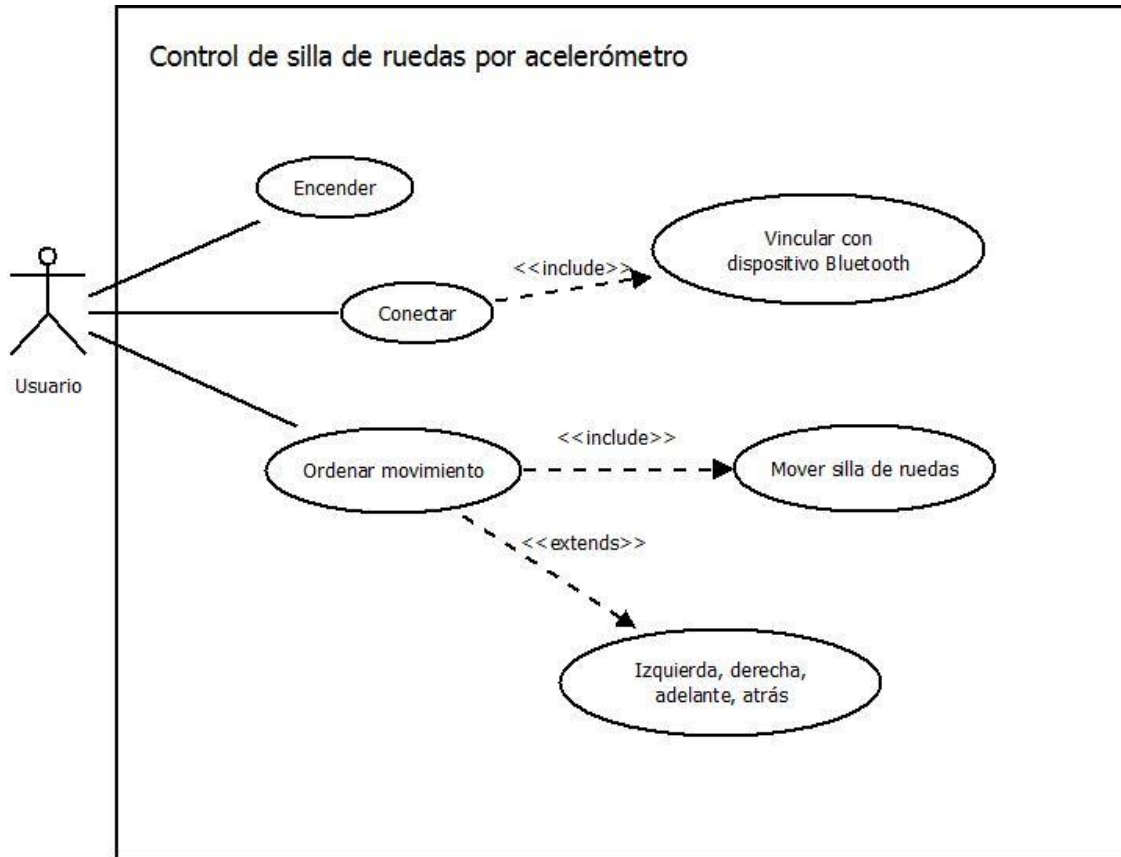 Control de silla de ruedas por acelerómetro
Encender
Vincular con
dispositivo Bluetooth
<<include>>
Conectar
Usuario
<<include>>
Ordenar movimiento
Mover silla de ruedas
<<extends>>
Izquierda, derecha,
adelante, atrás